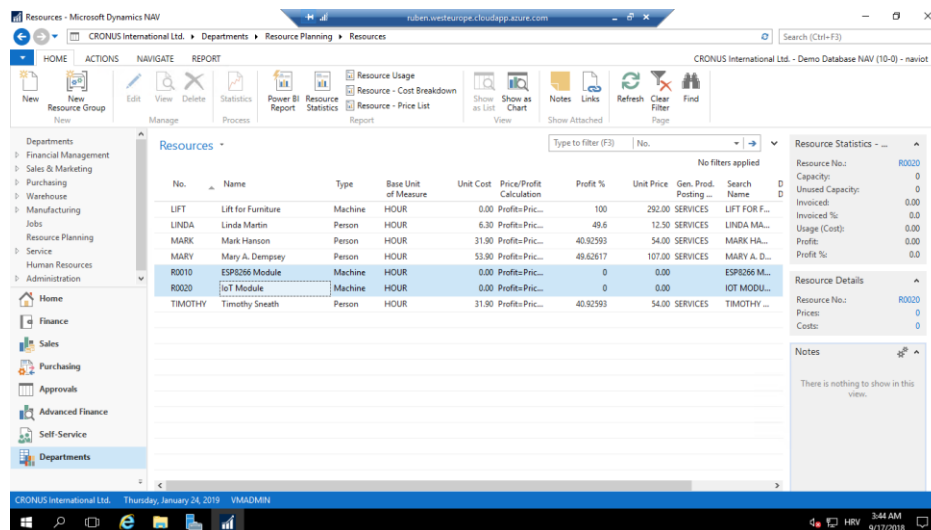 Resources - Microsoft Dynamics NAV
ruben.westeurope.cloudapp.azure.com
CRONUS International Ltd. Departments Resource Planning Resources
Search (Ctrl+F3)
HOME ACTIONS NAVIGATE REPORT
CRONUS International Ltd. - Demo Database NAV (10-0) - naviot
New
New Resource Group
Edit
View
Delete
Statistics
Power BI Report
Resource Statistics
Resource Usage
Resource - Cost Breakdown
Resource - Price List
Show as List
Show as Chart
Notes
Links
Refresh
Clear Filter
Find
New Manage Process Report View Show Attached Page
Departments
Financial Management
Sales & Marketing
Purchasing
Warehouse
Manufacturing
Jobs
Resource Planning
Service
Human Resources
Administration
Home
Finance
Sales
Purchasing
Approvals
Advanced Finance
Self-Service
Departments
Resources
Type to filter (F3) No.
No filters applied
No. Name Type Base Unit of Measure Unit Cost Price/Profit Calculation Profit % Unit Price Gen. Prod. Posting ... Search Name D D
LIFT Lift for Furniture Machine HOUR 0.00 Profit=Pric... 100 292.00 SERVICES LIFT FOR F...
LINDA Linda Martin Person HOUR 6.30 Profit=Pric... 49.6 12.50 SERVICES LINDA MA...
MARK Mark Hanson Person HOUR 31.90 Profit=Pric... 40.92593 54.00 SERVICES MARK HA...
MARY Mary A. Dempsey Person HOUR 53.90 Profit=Pric... 49.62617 107.00 SERVICES MARY A. D...
R0010 ESP8266 Module Machine HOUR 0.00 Profit=Pric... 0 0.00 ESP8266 M...
R0020 IoT Module Machine HOUR 0.00 Profit=Pric... 0 0.00 IOT MODU...
TIMOTHY Timothy Sneath Person HOUR 31.90 Profit=Pric... 40.92593 54.00 SERVICES TIMOTHY ...
Resource Statistics - ...
Resource No.: R0020
Capacity: 0
Unused Capacity: 0
Invoiced: 0.00
Invoiced %: 0.0
Usage (Cost): 0.00
Profit: 0.00
Profit %: 0.0
Resource Details
Resource No.: R0020
Prices: 0
Costs: 0
Notes
There is nothing to show in this view.
CRONUS International Ltd. Thursday, January 24, 2019 VMADMIN
HRV
3:44 AM
9/17/2018